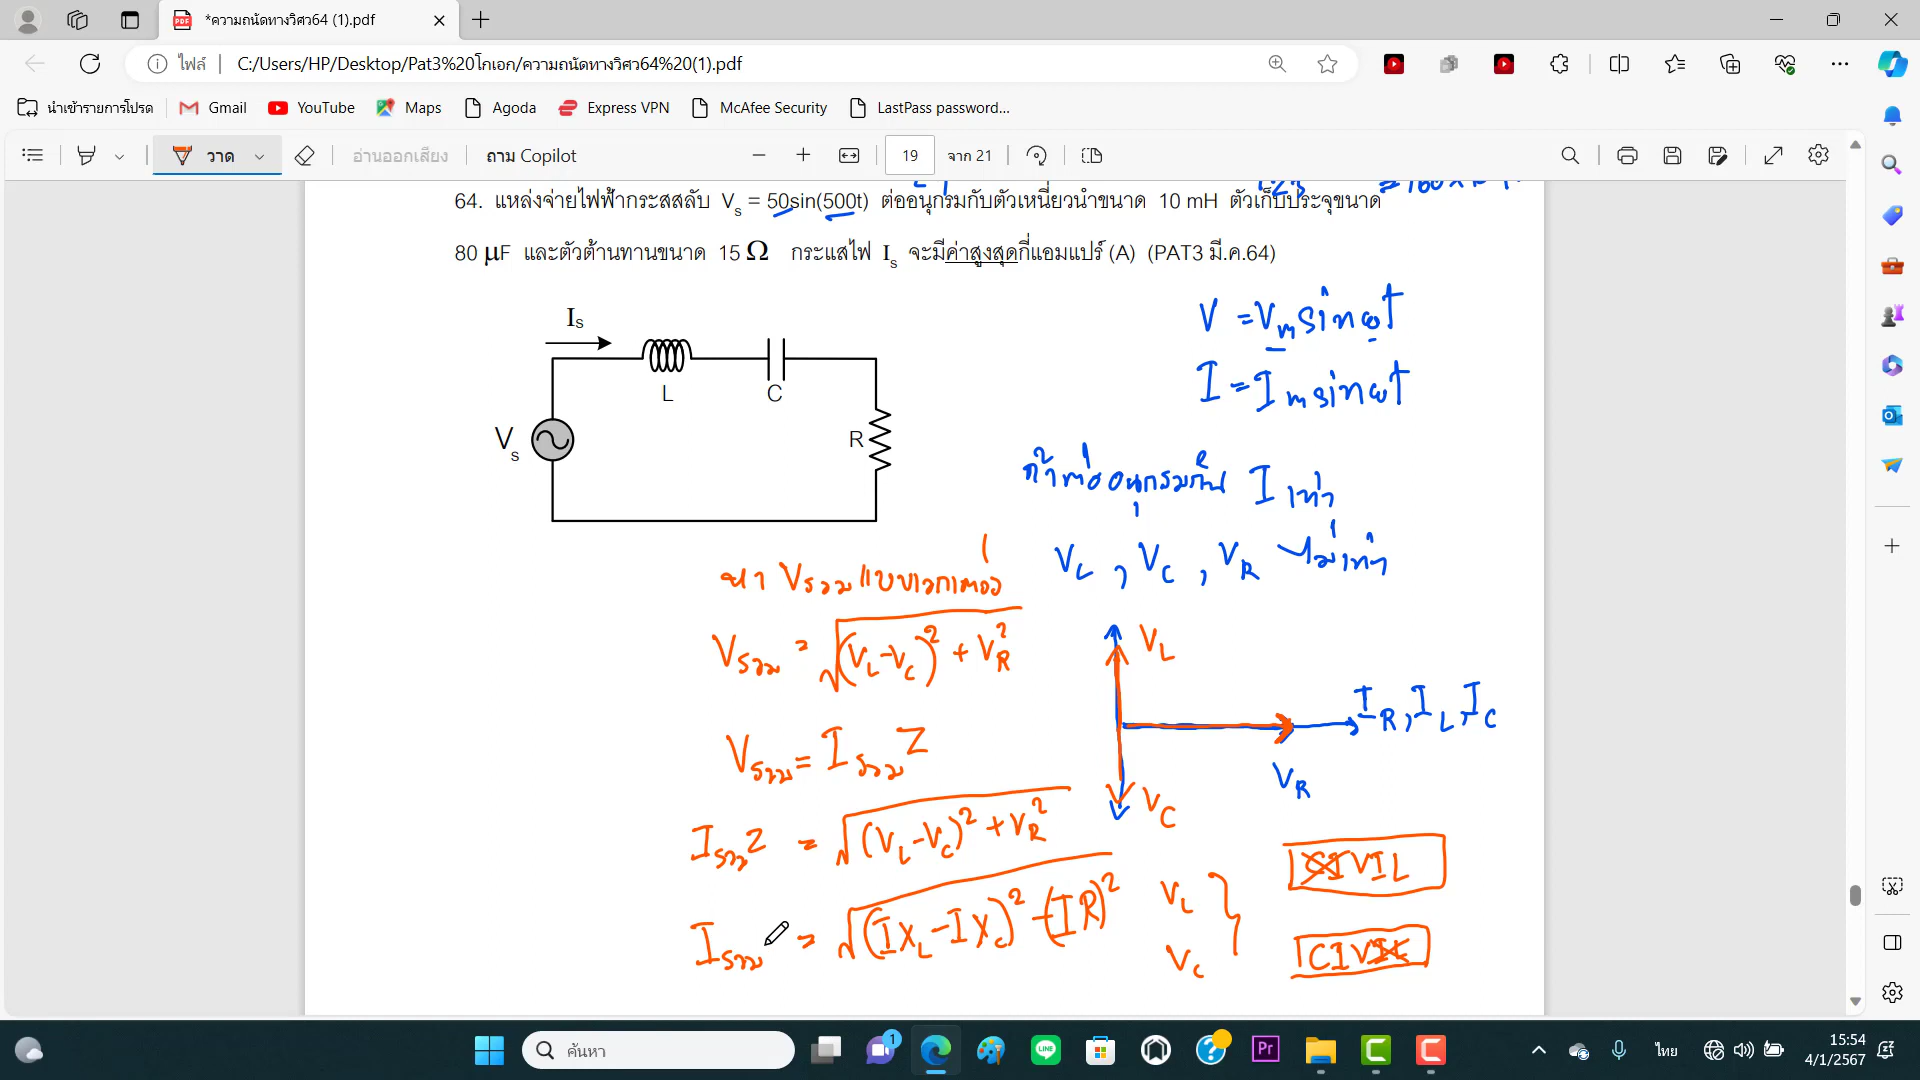 *ความถนัดทางวิศว64 (1).pdf
ไฟล์ C:/Users/HP/Desktop/Pat3%20โกเอก/ความถนัดทางวิศว64%20(1).pdf
นำเข้ารายการโปรด Gmail YouTube Maps Agoda Express VPN McAfee Security LastPass password...
วาด อ่านออกเสียง ถาม Copilot 19 จาก 21
64. แหล่งจ่ายไฟฟ้ากระสสลับ Vs = 50sin(500t) ต่ออนุกรมกับตัวเหนี่ยวนำขนาด 10 mH ตัวเก็บประจุขนาด
80 μF และตัวต้านทานขนาด 15 Ω กระแสไฟ Is จะมีค่าสูงสุดกี่แอมแปร์ (A) (PAT3 มี.ค.64)
Is
L
C
R
Vs
V = Vm sin ωt
I = Im sin ωt
ถ้าต่ออนุกรมกัน I เท่า
VL , VC , VR ไม่เท่า
หา Vรวมแบบเวกเตอร์
Vรวม = √(VL-VC)² + VR²
VL
IR, IL, IC
VR
VC
Vรวม = Iรวม Z
Iรวม Z = √(VL-VC)² + VR²
CIVIL
Iรวม = √(IXL - IXC)² - (IR)²
VL
VC
CIVIL
ค้นหา
1
ไทย
15:54
4/1/2567